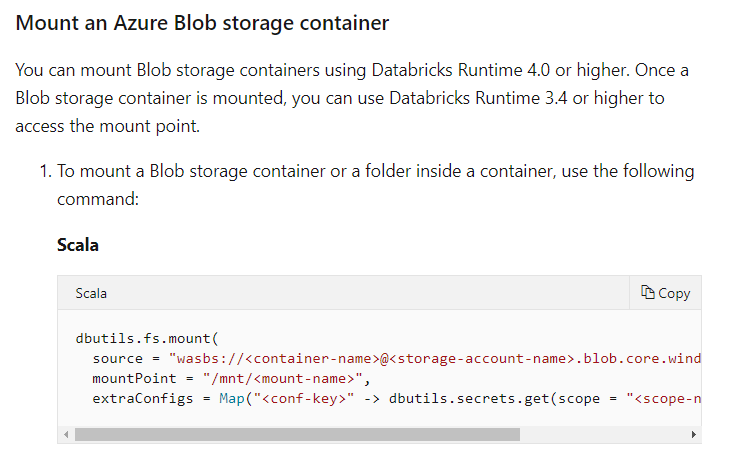 Mount an Azure Blob storage container
You can mount Blob storage containers using Databricks Runtime 4.0 or higher. Once a
Blob storage container is mounted, you can use Databricks Runtime 3.4 or higher to
access the mount point.
1. To mount a Blob storage container or a folder inside a container, use the following
command:
Scala
Scala Copy
dbutils.fs.mount(
  source = "wasbs://<container-name>@<storage-account-name>.blob.core.wind
  mountPoint = "/mnt/<mount-name>",
  extraConfigs = Map("<conf-key>" -> dbutils.secrets.get(scope = "<scope-n